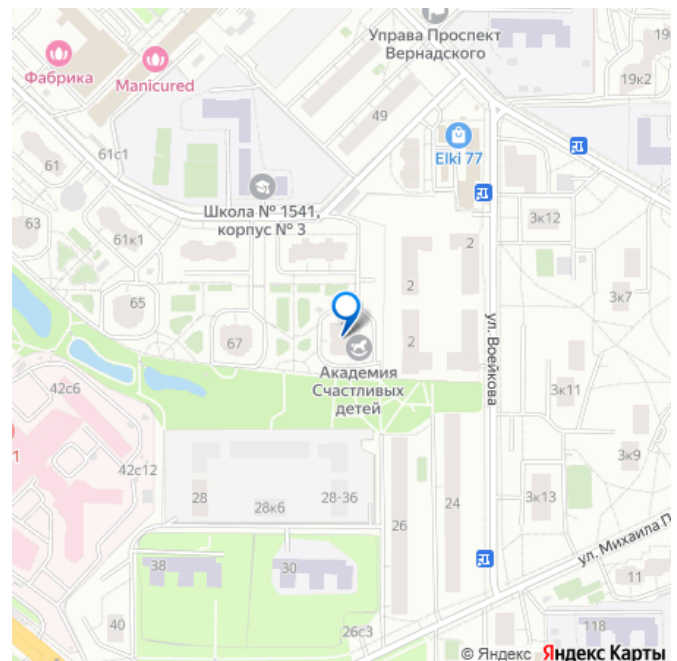 Управа Проспект
Вернадского
19
19к2
Фабрика
Manicured
49
Elki 77
61с1
61
Школа № 1541,
корпус № 3
3к12
63
61к1
2
2
3к7
65
67
2
ул. Воейкова
Академия
Счастливых
детей
42с6
3к11
1
42с12
3к9
28
28-36
28к6
26
24
3к13
ул. Михаила П
38
30
11
40
26с3
118
© Яндекс Яндекс Карты